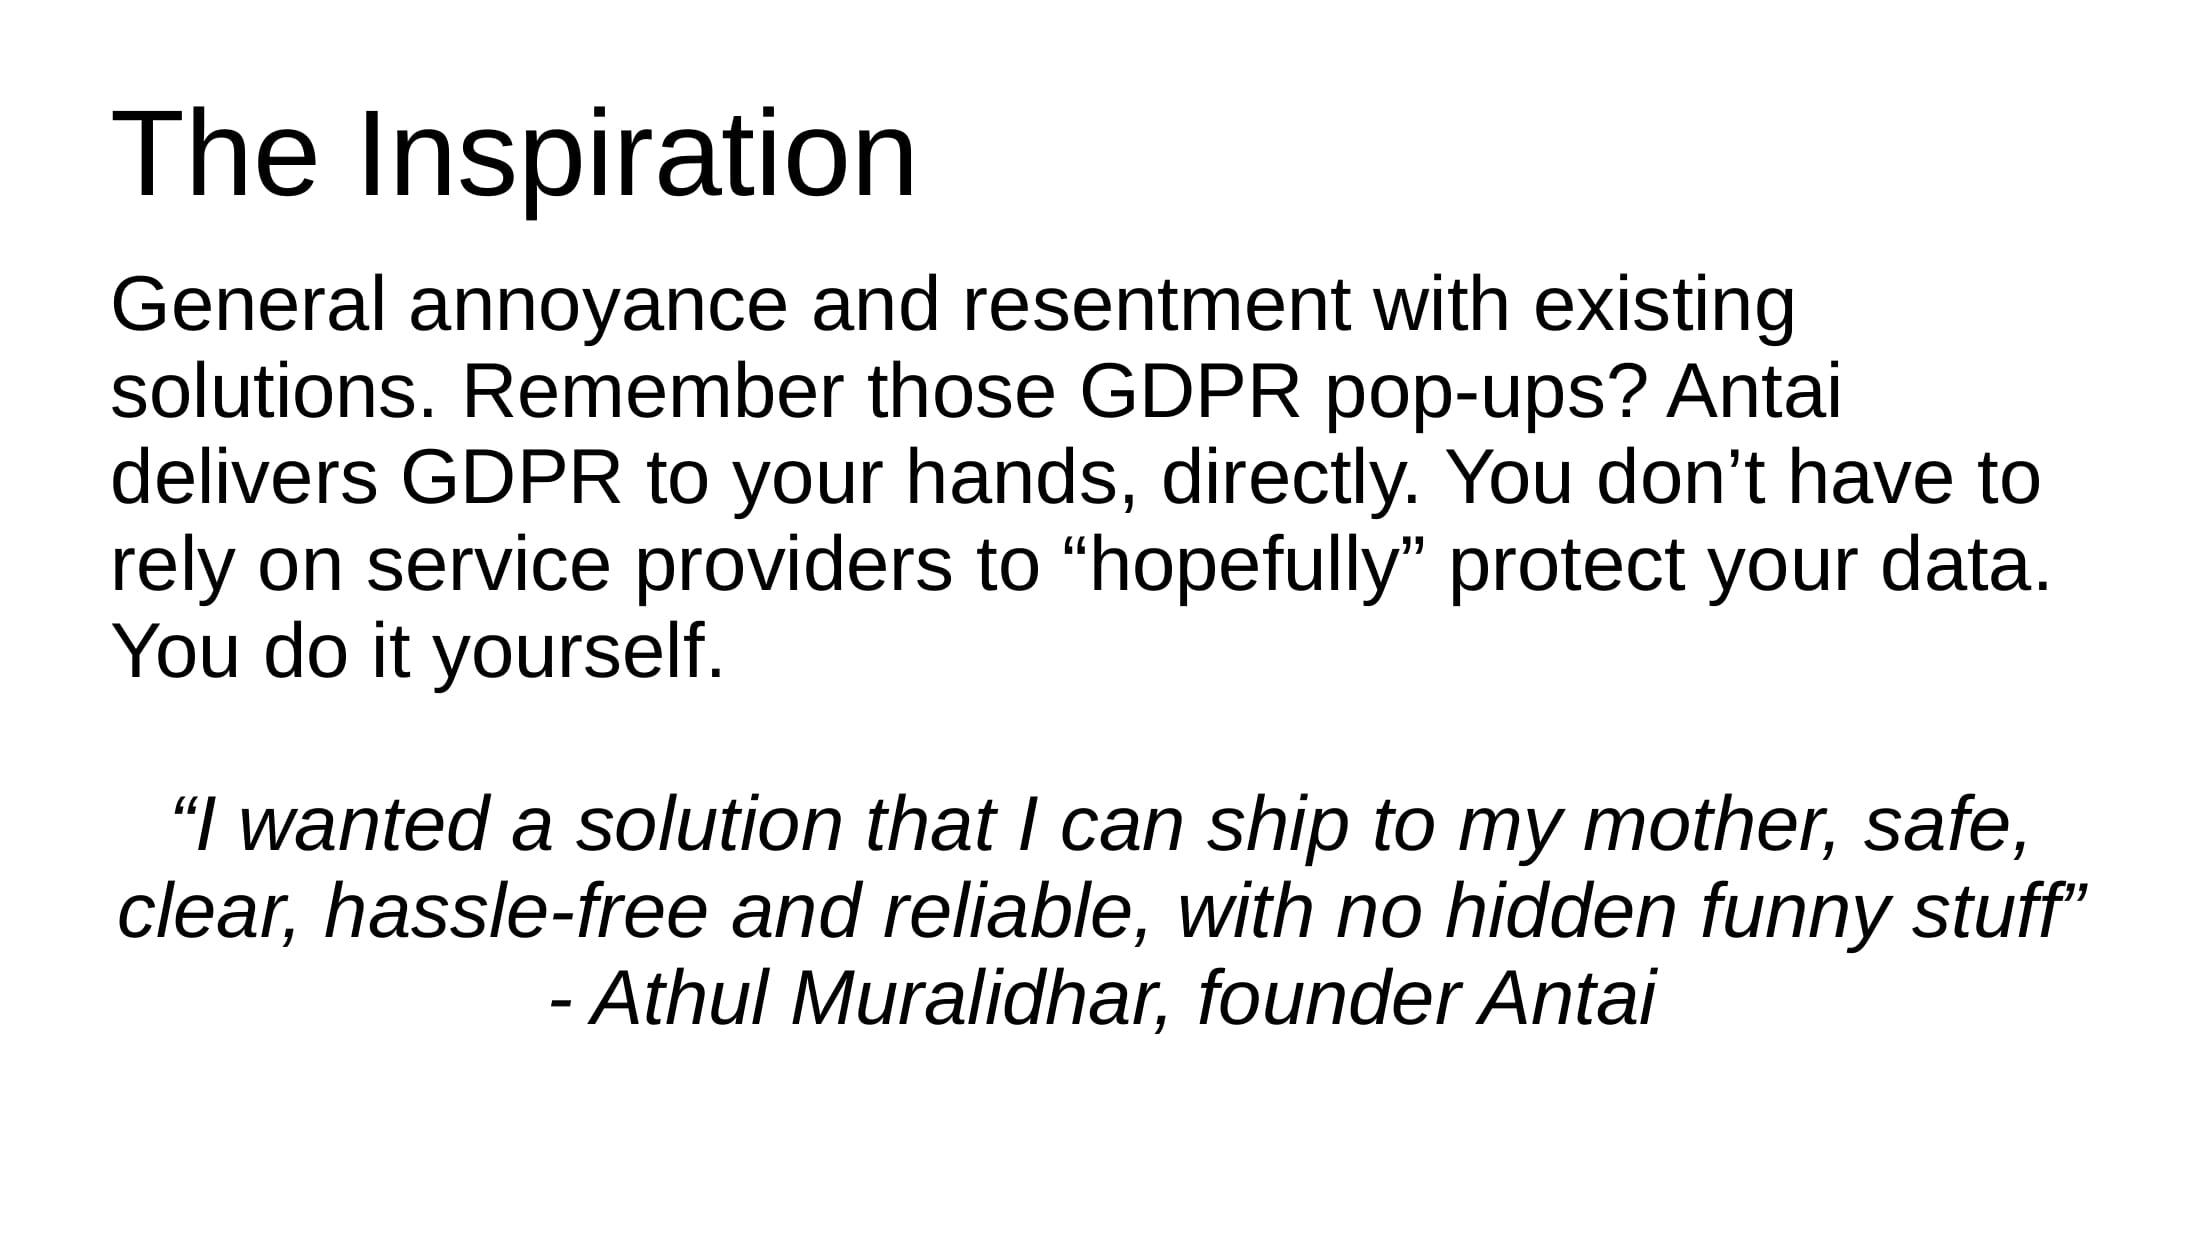 The Inspiration
General annoyance and resentment with existing
solutions. Remember those GDPR pop-ups? Antai
delivers GDPR to your hands, directly. You don’t have to
rely on service providers to “hopefully” protect your data.
You do it yourself.
“I wanted a solution that I can ship to my mother, safe,
clear, hassle-free and reliable, with no hidden funny stuff”
- Athul Muralidhar, founder Antai